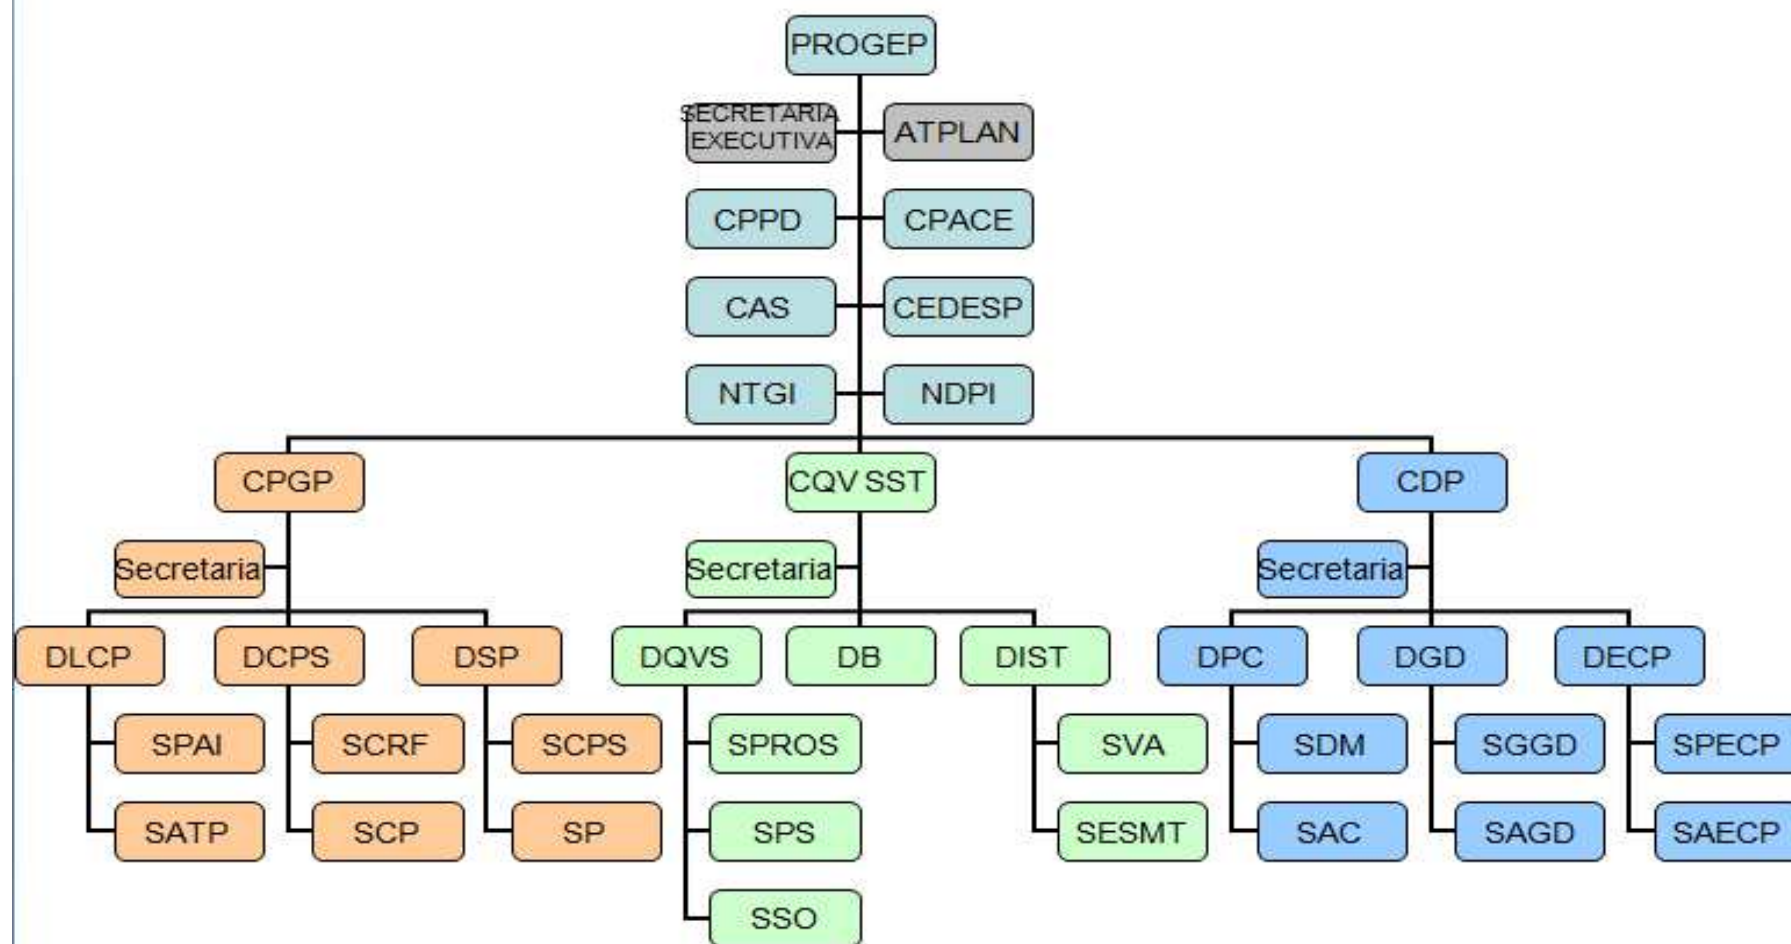 PROGEP
SECRETARIA
EXECUTIVA
ATPLAN
CPPD
CPACE
CAS
CEDESP
NTGI
NDPI
CPGP
CQV SST
CDP
Secretaria
Secretaria
Secretaria
DLCP
DCPS
DSP
DQVS
DB
DIST
DPC
DGD
DECP
SPAI
SCRF
SCPS
SPROS
SVA
SDM
SGGD
SPECP
SATP
SCP
SP
SPS
SESMT
SAC
SAGD
SAECP
SSO